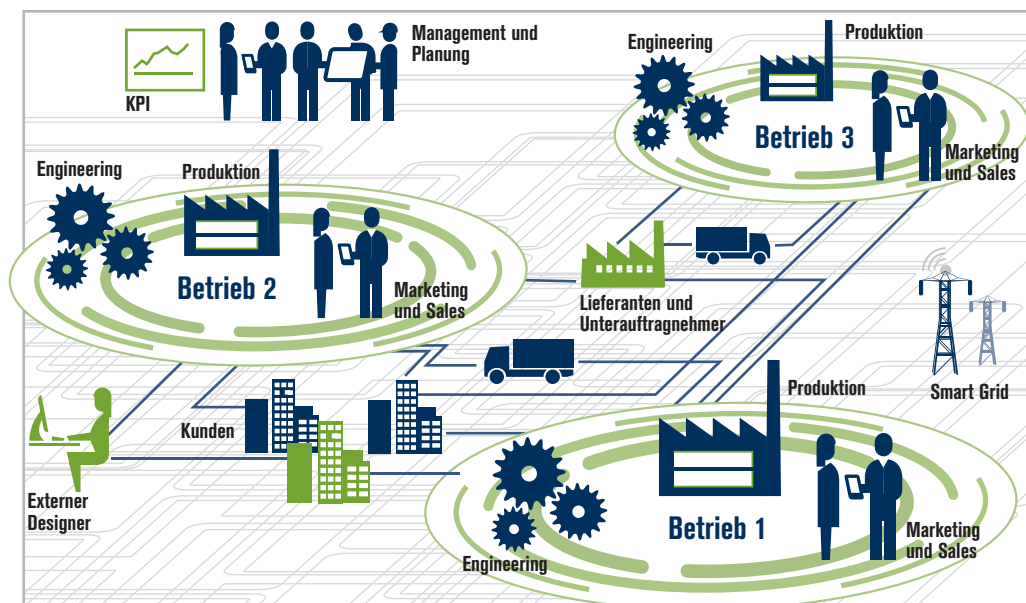 KPI
Management und
Planung
Engineering
Produktion
Betrieb 3
Marketing
und Sales
Engineering
Produktion
Betrieb 2
Marketing
und Sales
Lieferanten und
Unterauftragnehmer
Smart Grid
Kunden
Externer
Designer
Produktion
Betrieb 1
Engineering
Marketing
und Sales